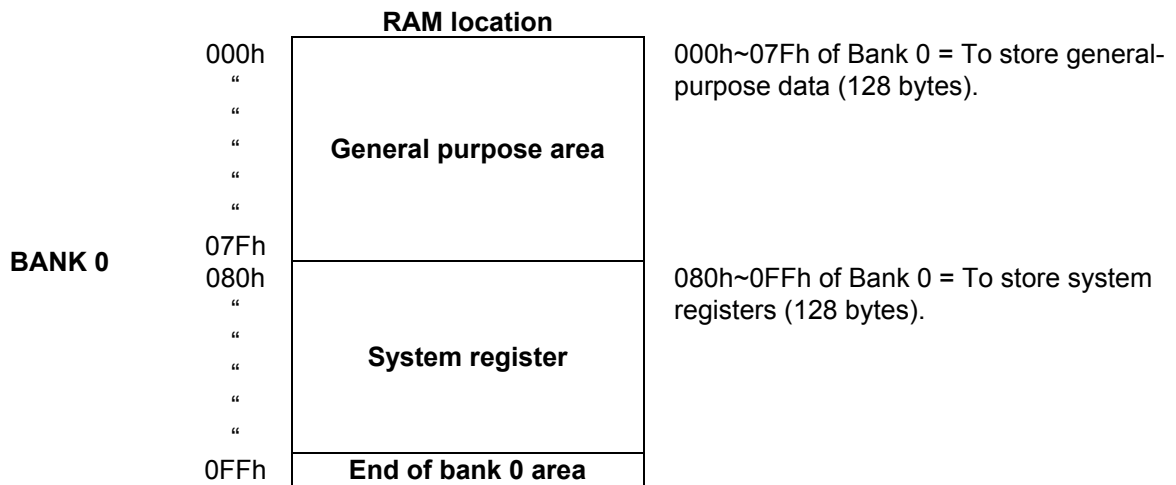 RAM location
000h
“
“
“
“
“
07Fh
080h
“
“
“
“
“
0FFh
BANK 0
General purpose area
System register
End of bank 0 area
000h~07Fh of Bank 0 = To store general-
purpose data (128 bytes).
080h~0FFh of Bank 0 = To store system
registers (128 bytes).